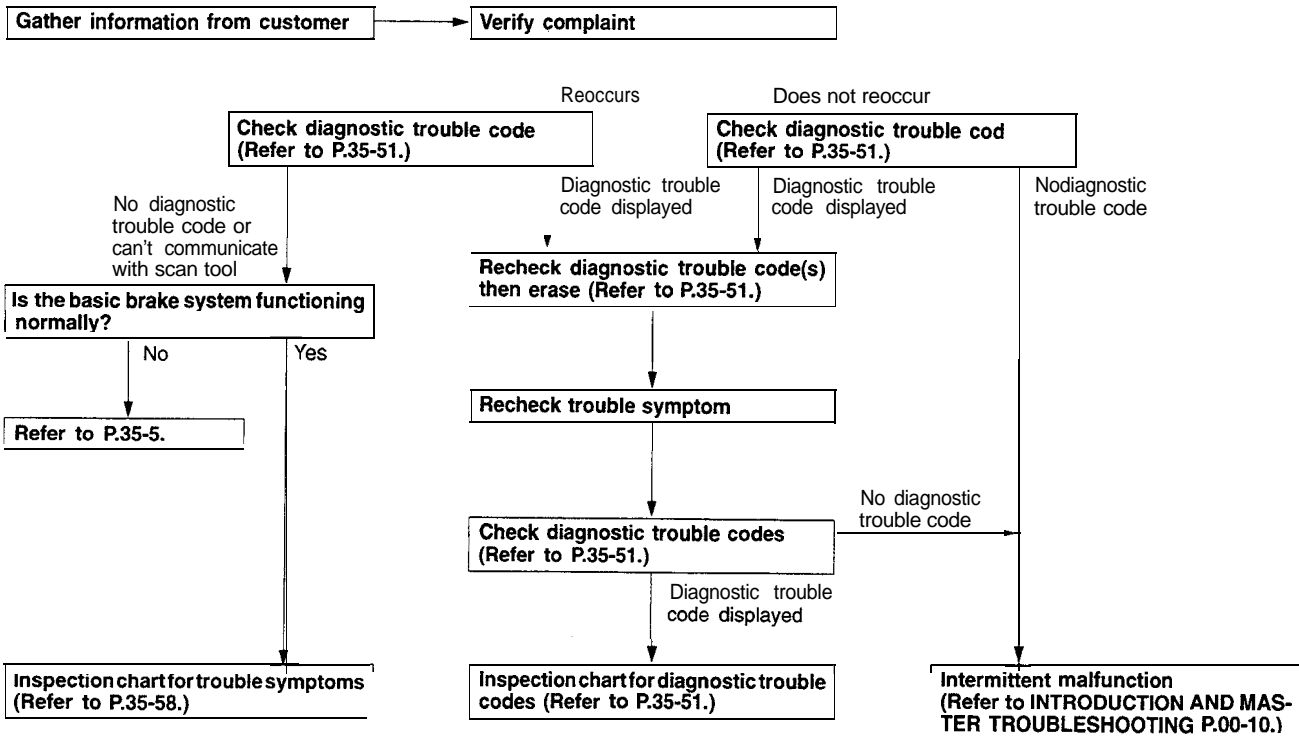 Gather information from customer
Verify complaint
Reoccurs
Does not reoccur
Check diagnostic trouble code
(Refer to P.35-51.)
Check diagnostic trouble cod
(Refer to P.35-51.)
No diagnostic
trouble code or
can't communicate
with scan tool
Diagnostic trouble
code displayed
Diagnostic trouble
code displayed
Nodiagnostic
trouble code
Is the basic brake system functioning
normally?
Recheck diagnostic trouble code(s)
then erase (Refer to P.35-51.)
No
Yes
Refer to P.35-5.
Recheck trouble symptom
Check diagnostic trouble codes
(Refer to P.35-51.)
No diagnostic
trouble code
Diagnostic trouble
code displayed
Inspection chart for trouble symptoms
(Refer to P.35-58.)
Inspection chart for diagnostic trouble
codes (Refer to P.35-51.)
Intermittent malfunction
(Refer to INTRODUCTION AND MAS-
TER TROUBLESHOOTING P.00-10.)